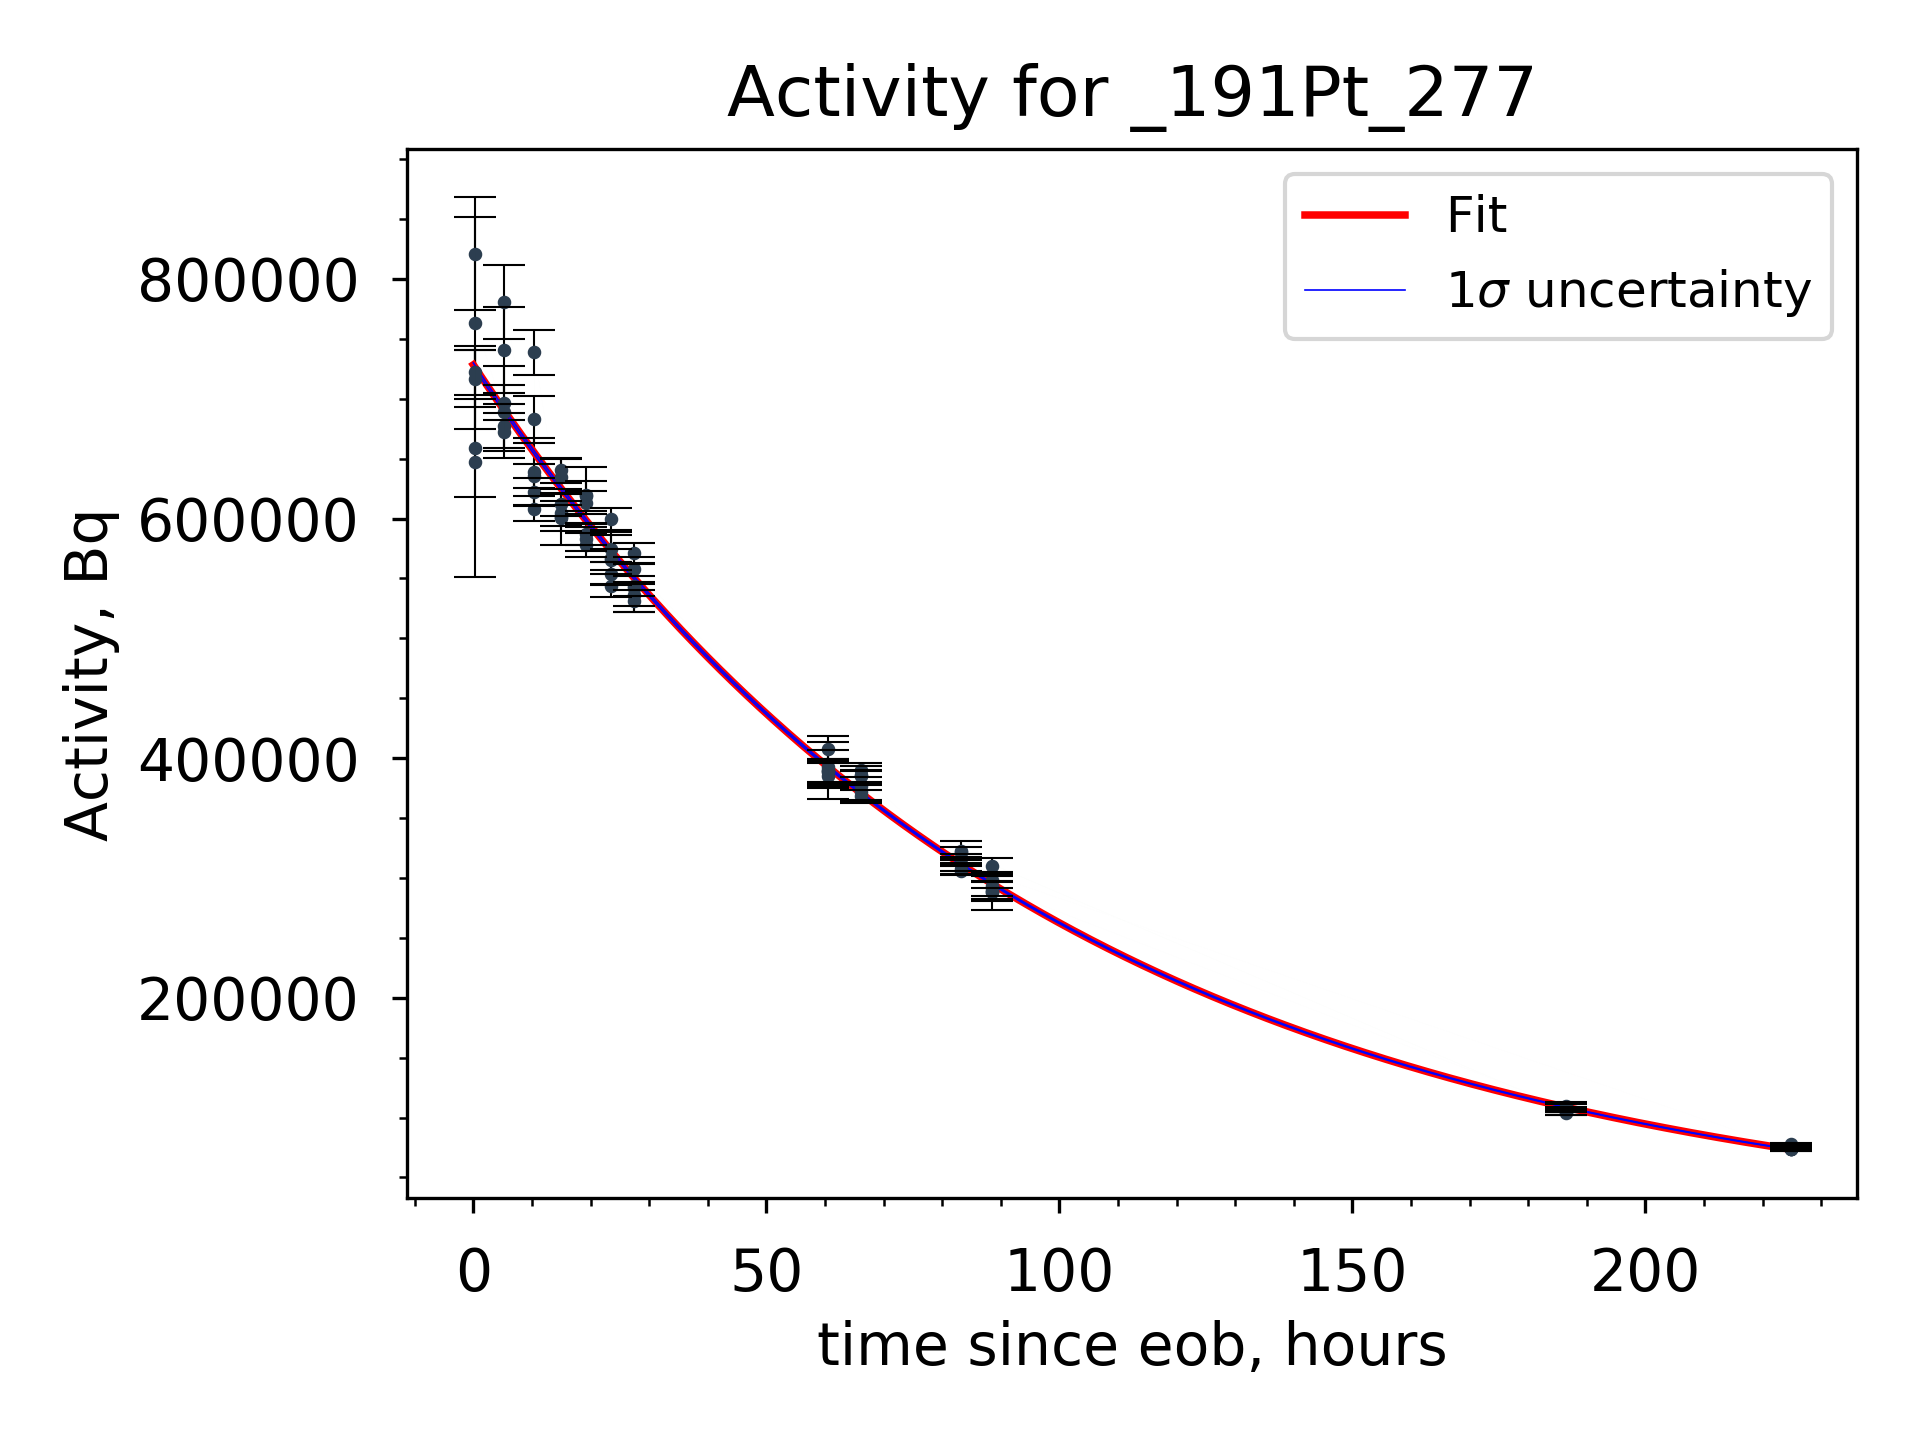 Activity for _191Pt_277
Fit
1σ uncertainty
Activity, Bq
800000
600000
400000
200000
0 50 100 150 200
time since eob, hours